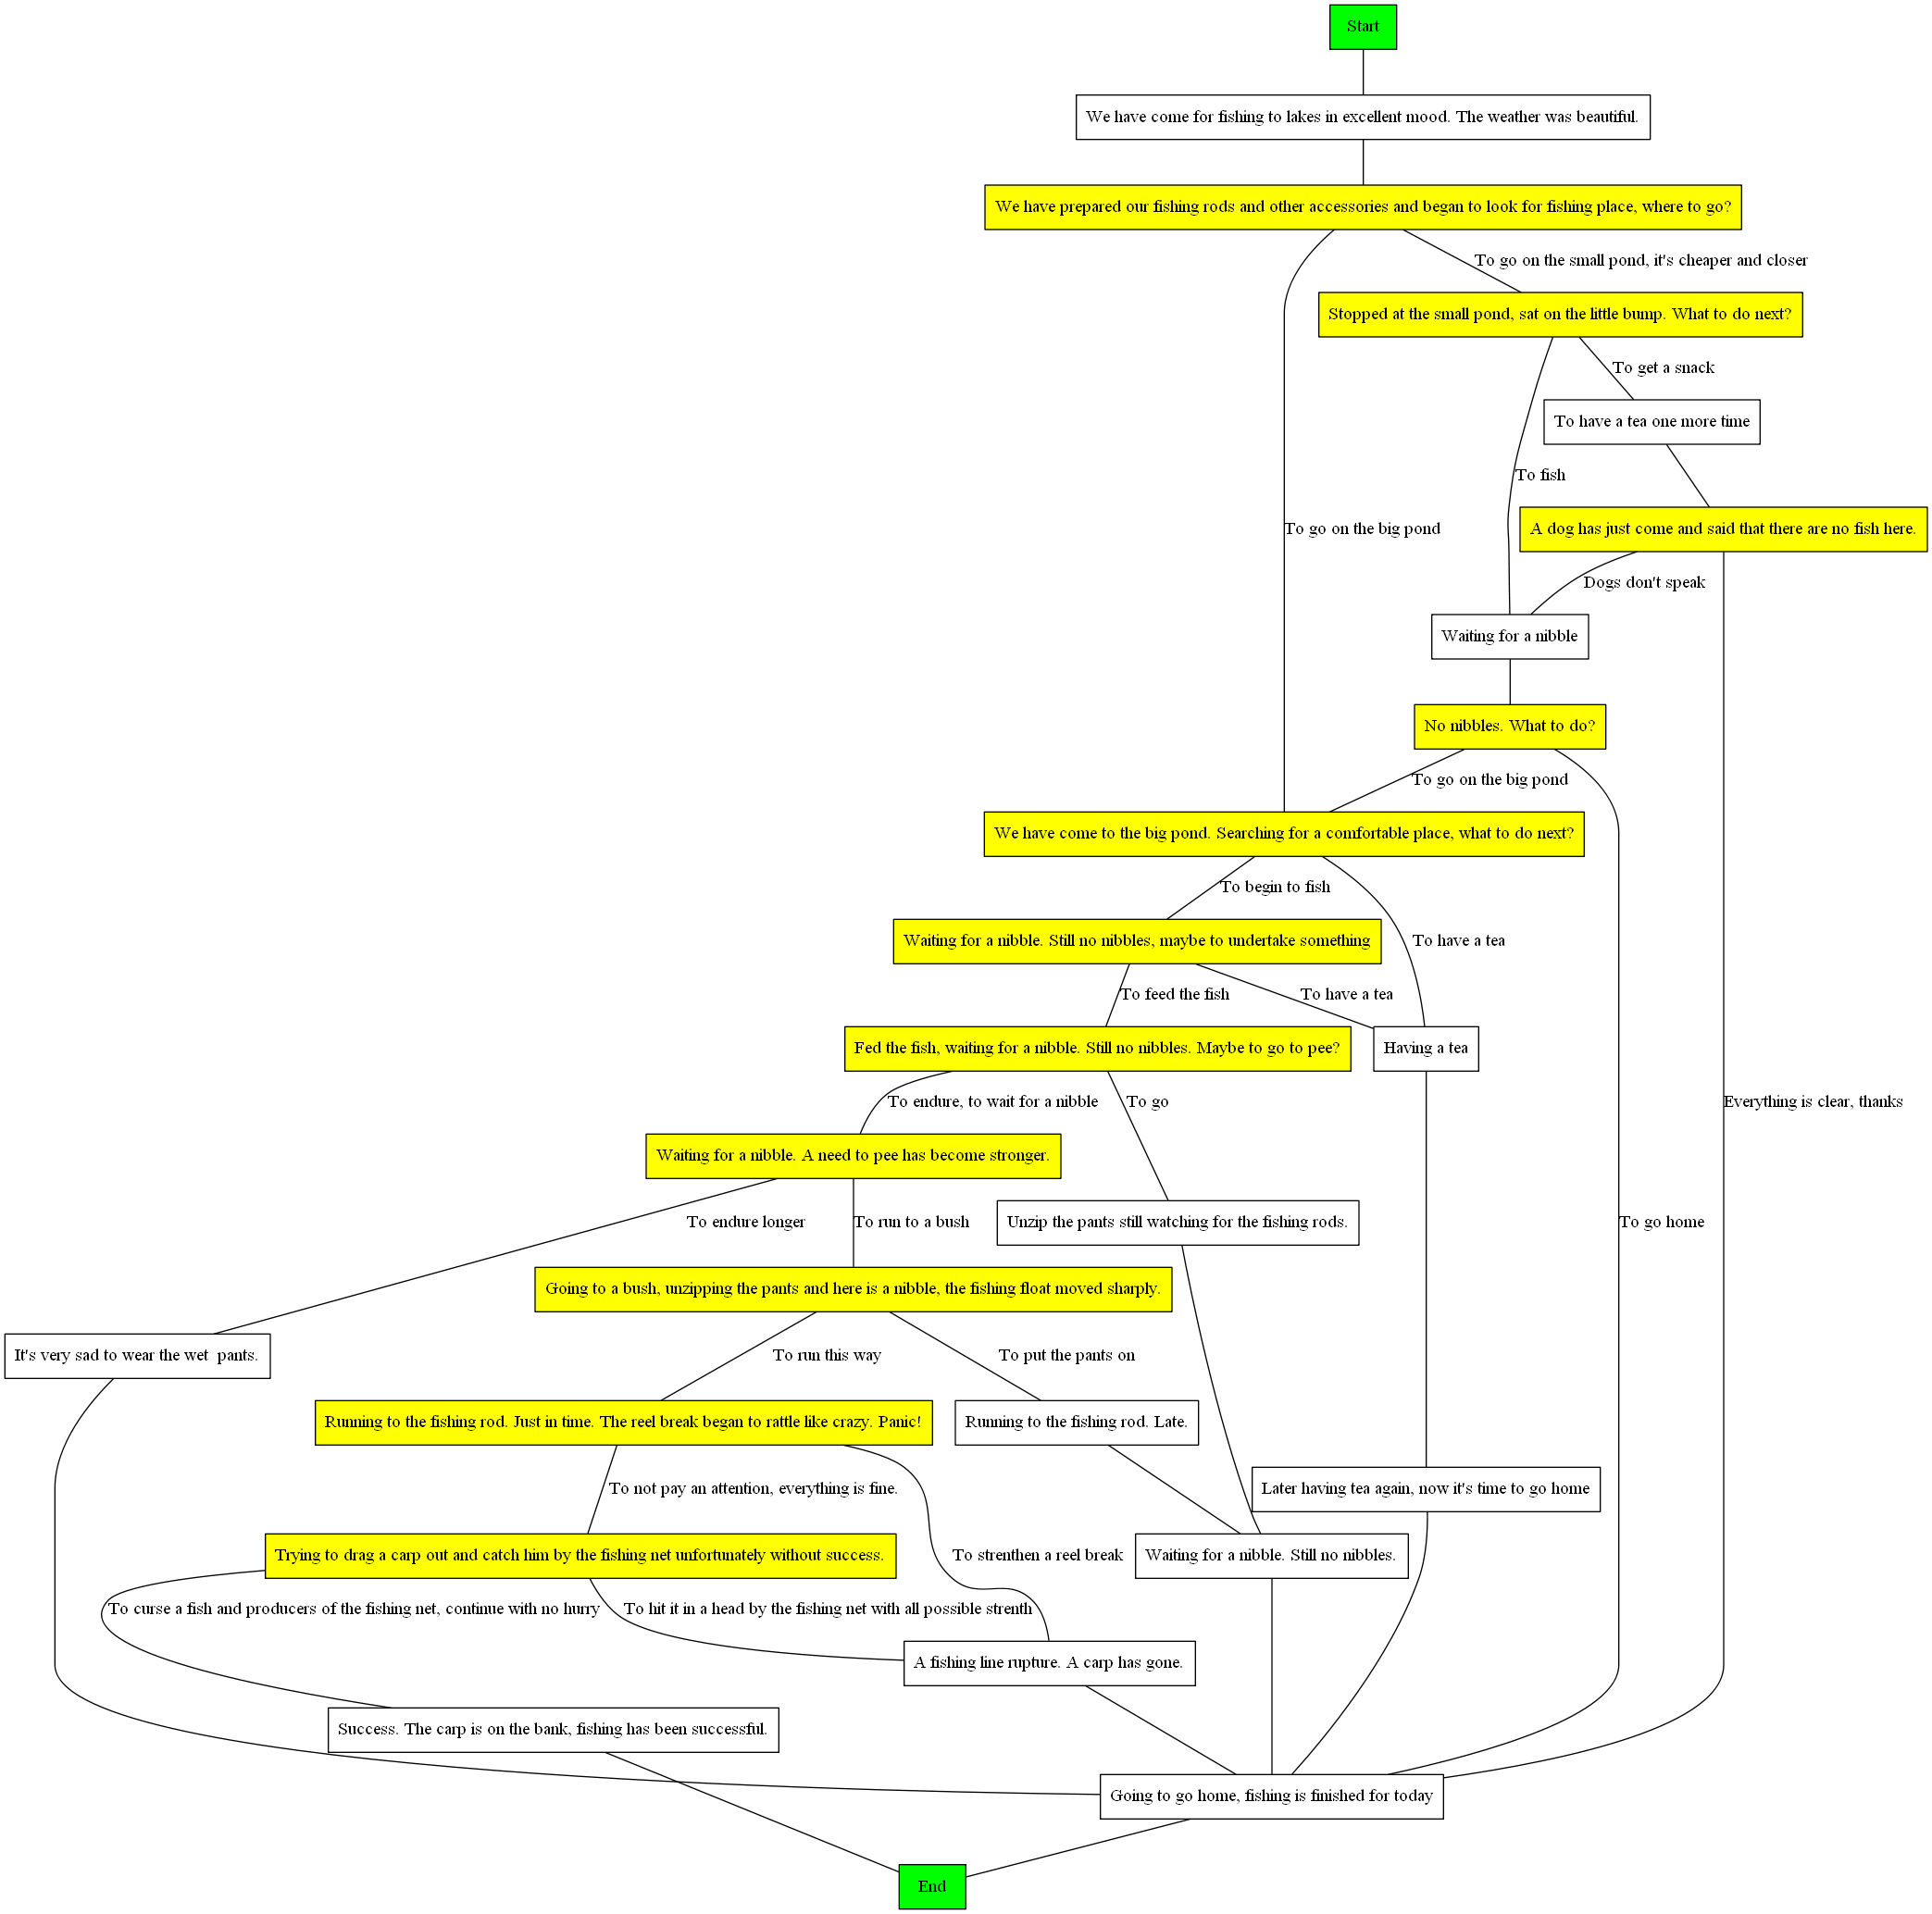 Start
We have come for fishing to lakes in excellent mood. The weather was beautiful.
We have prepared our fishing rods and other accessories and began to look for fishing place, where to go?
To go on the small pond, it's cheaper and closer
Stopped at the small pond, sat on the little bump. What to do next?
To get a snack
To have a tea one more time
To fish
To go on the big pond
A dog has just come and said that there are no fish here.
Dogs don't speak
Waiting for a nibble
No nibbles. What to do?
To go on the big pond
We have come to the big pond. Searching for a comfortable place, what to do next?
To begin to fish
Waiting for a nibble. Still no nibbles, maybe to undertake something
To have a tea
To feed the fish
To have a tea
Fed the fish, waiting for a nibble. Still no nibbles. Maybe to go to pee?
Having a tea
To endure, to wait for a nibble
To go
Everything is clear, thanks
Waiting for a nibble. A need to pee has become stronger.
To endure longer
To run to a bush
Unzip the pants still watching for the fishing rods.
To go home
Going to a bush, unzipping the pants and here is a nibble, the fishing float moved sharply.
It's very sad to wear the wet  pants.
To run this way
To put the pants on
Running to the fishing rod. Just in time. The reel break began to rattle like crazy. Panic!
Running to the fishing rod. Late.
To not pay an attention, everything is fine.
Later having tea again, now it's time to go home
Trying to drag a carp out and catch him by the fishing net unfortunately without success.
To strenthen a reel break
Waiting for a nibble. Still no nibbles.
To curse a fish and producers of the fishing net, continue with no hurry
To hit it in a head by the fishing net with all possible strenth
A fishing line rupture. A carp has gone.
Success. The carp is on the bank, fishing has been successful.
Going to go home, fishing is finished for today
End